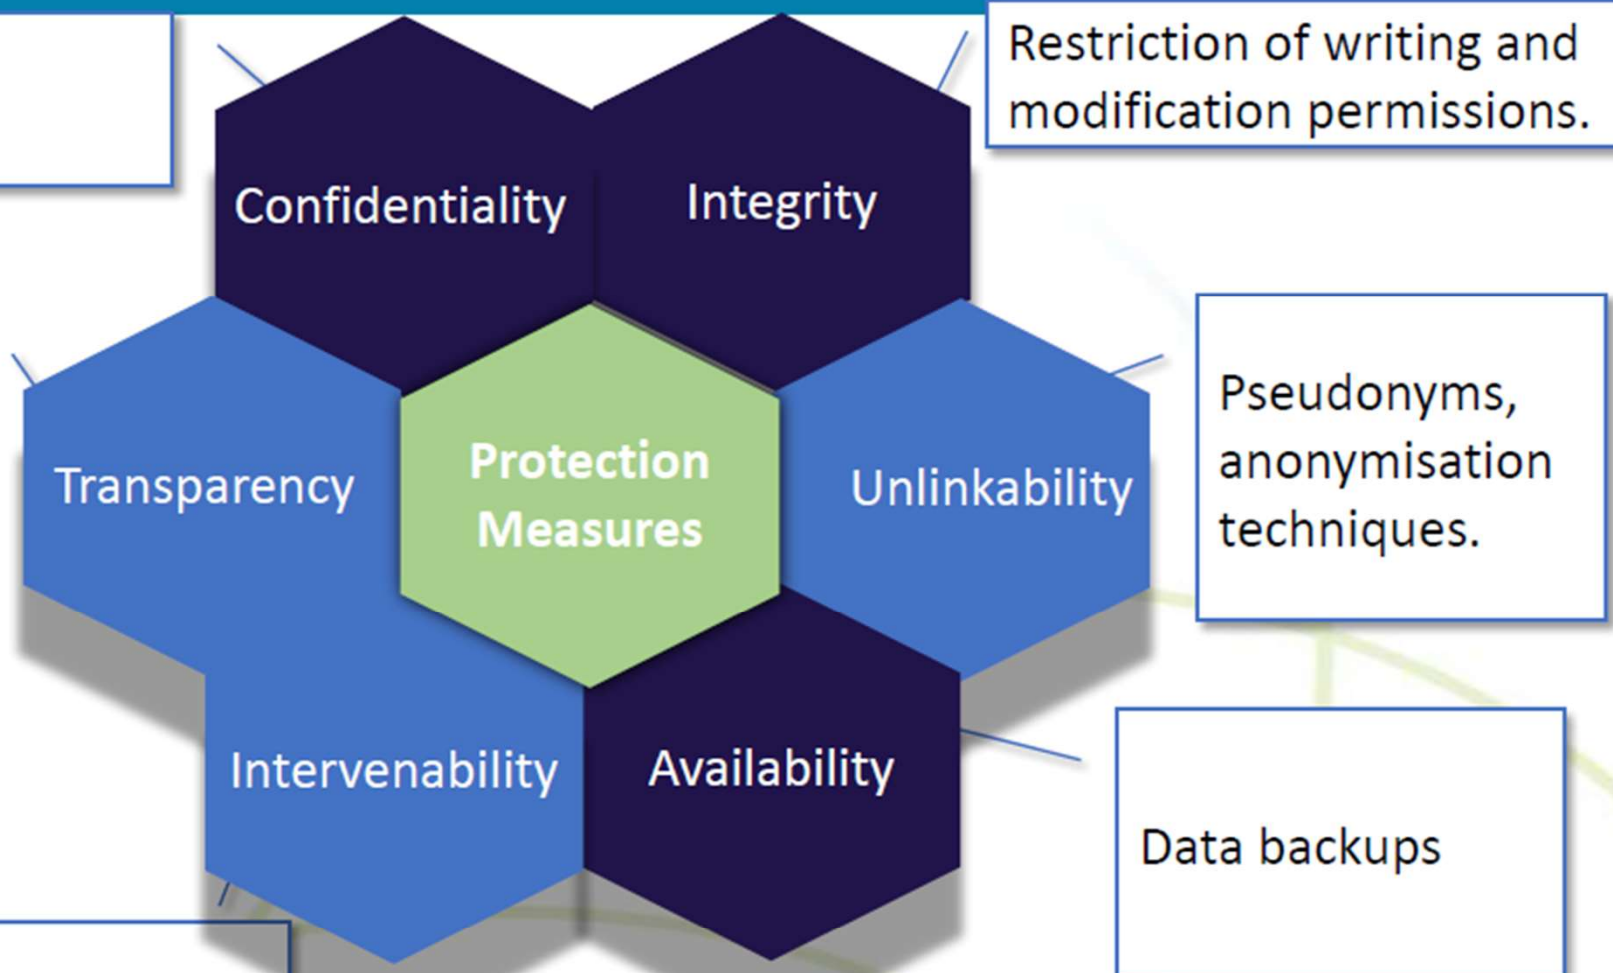 Restriction of writing and
modification permissions.
Confidentiality
Integrity
Pseudonyms,
anonymisation
techniques.
Protection
Measures
Transparency
Unlinkability
Intervenability
Availability
Data backups